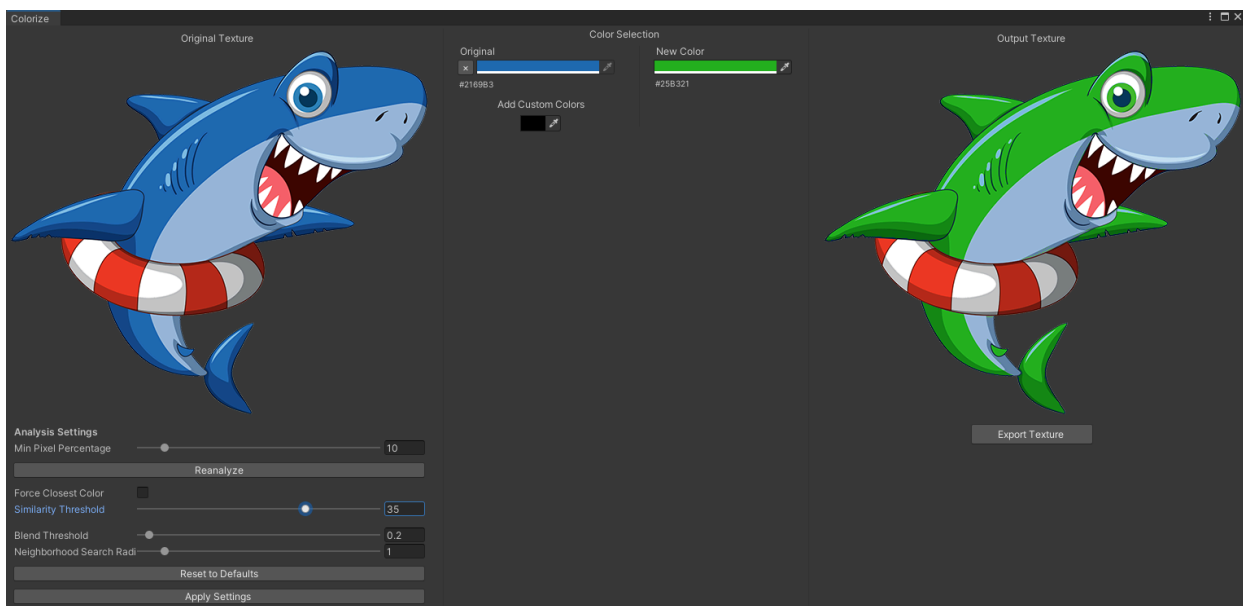 Colorize
Original Texture
Analysis Settings
Min Pixel Percentage 10
Reanalyze
Force Closest Color
Similarity Threshold 35
Blend Threshold 0.2
Neighborhood Search Radi 1
Reset to Defaults
Apply Settings
Color Selection
Original New Color
#2169B3 #25B321
Add Custom Colors
Output Texture
Export Texture